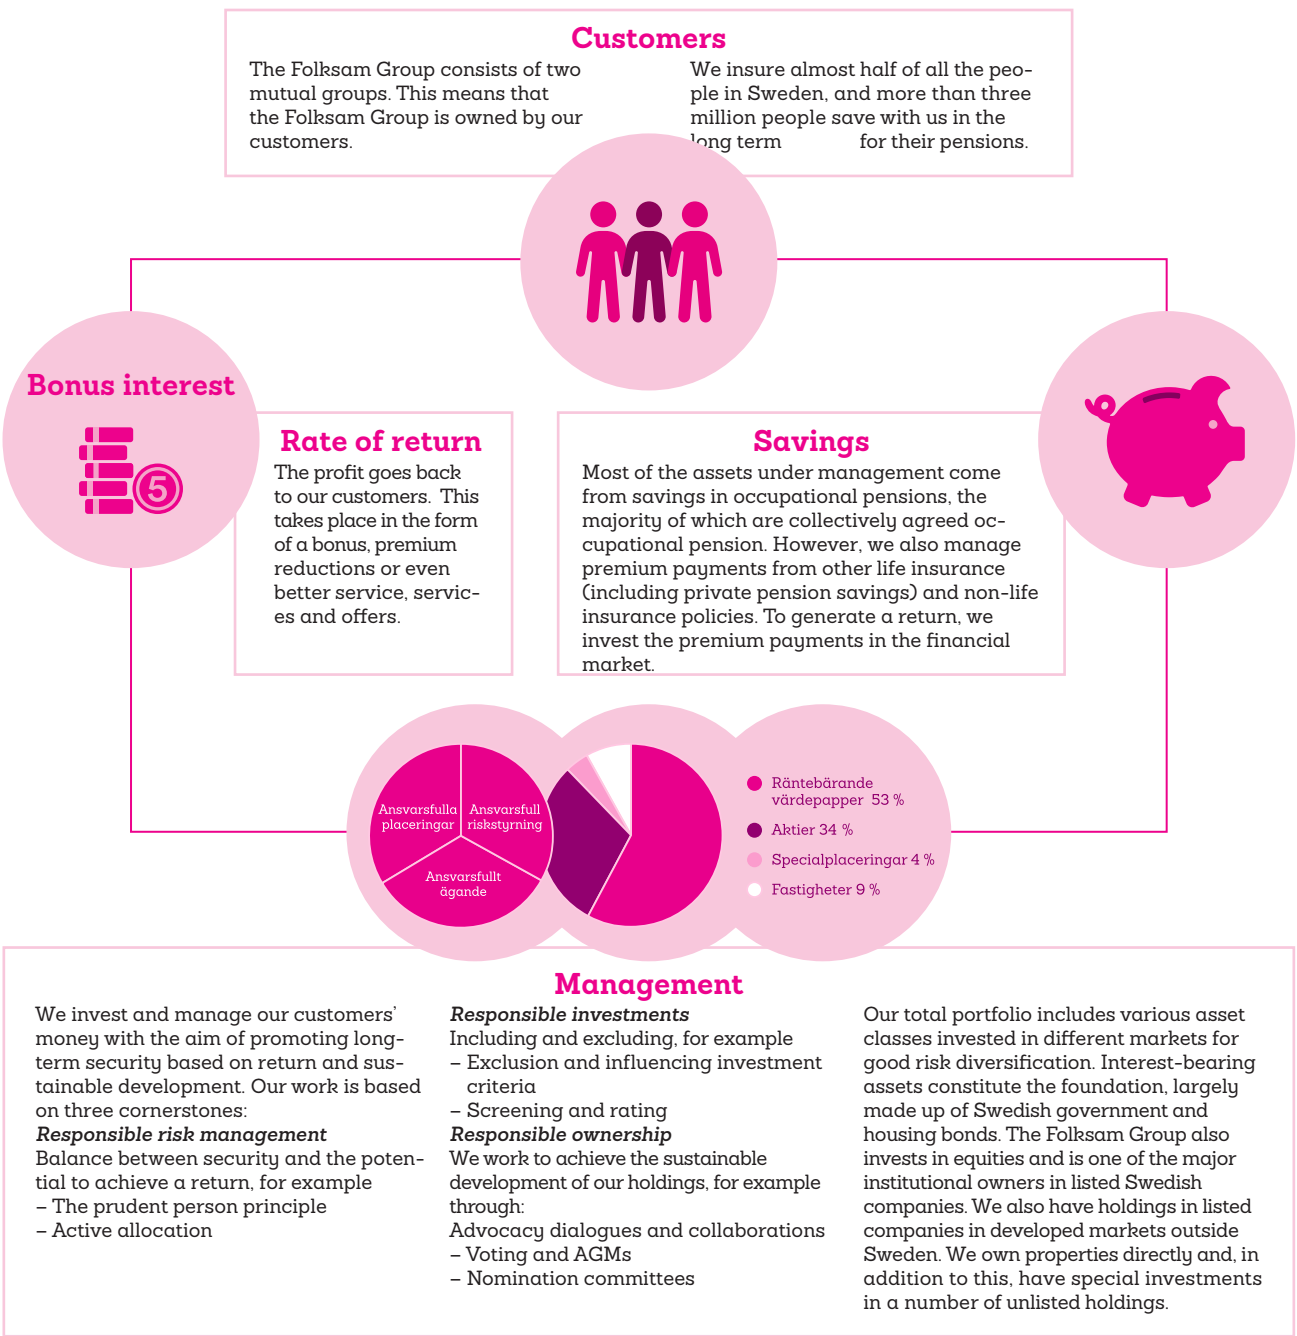 Customers
The Folksam Group consists of two
mutual groups. This means that
the Folksam Group is owned by our
customers.
We insure almost half of all the peo-
ple in Sweden, and more than three
million people save with us in the
long term for their pensions.
Bonus interest
5
Rate of return
The profit goes back
to our customers. This
takes place in the form
of a bonus, premium
reductions or even
better service, servic-
es and offers.
Savings
Most of the assets under management come
from savings in occupational pensions, the
majority of which are collectively agreed oc-
cupational pension. However, we also manage
premium payments from other life insurance
(including private pension savings) and non-life
insurance policies. To generate a return, we
invest the premium payments in the financial
market.
Ansvarsfulla
placeringar
Ansvarsfull
riskstyrning
Ansvarsfullt
ägande
Räntebärande
värdepapper 53 %
Aktier 34 %
Specialplaceringar 4 %
Fastigheter 9 %
Management
We invest and manage our customers'
money with the aim of promoting long-
term security based on return and sus-
tainable development. Our work is based
on three cornerstones:
Responsible risk management
Balance between security and the poten-
tial to achieve a return, for example
– The prudent person principle
– Active allocation
Responsible investments
Including and excluding, for example
– Exclusion and influencing investment
criteria
– Screening and rating
Responsible ownership
We work to achieve the sustainable
development of our holdings, for example
through:
Advocacy dialogues and collaborations
– Voting and AGMs
– Nomination committees
Our total portfolio includes various asset
classes invested in different markets for
good risk diversification. Interest-bearing
assets constitute the foundation, largely
made up of Swedish government and
housing bonds. The Folksam Group also
invests in equities and is one of the major
institutional owners in listed Swedish
companies. We also have holdings in listed
companies in developed markets outside
Sweden. We own properties directly and, in
addition to this, have special investments
in a number of unlisted holdings.